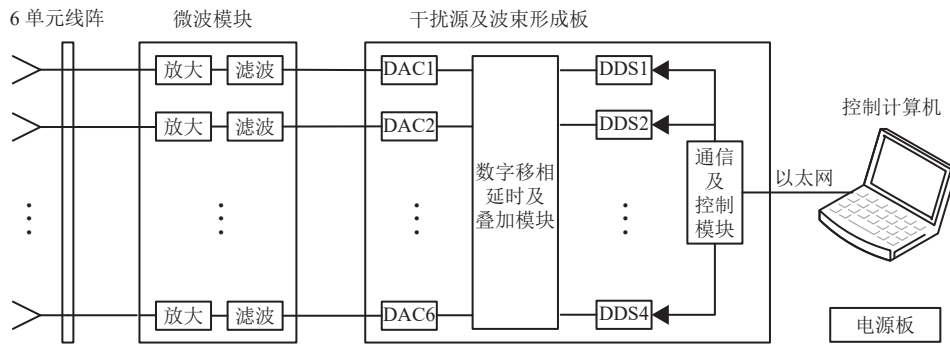 6 单元线阵
微波模块
干扰源及波束形成板
放大
滤波
DAC1
DDS1
放大
滤波
DAC2
DDS2
数字移相
延时及
叠加模块
通信
及
控制
模块
以太网
控制计算机
放大
滤波
DAC6
DDS4
电源板